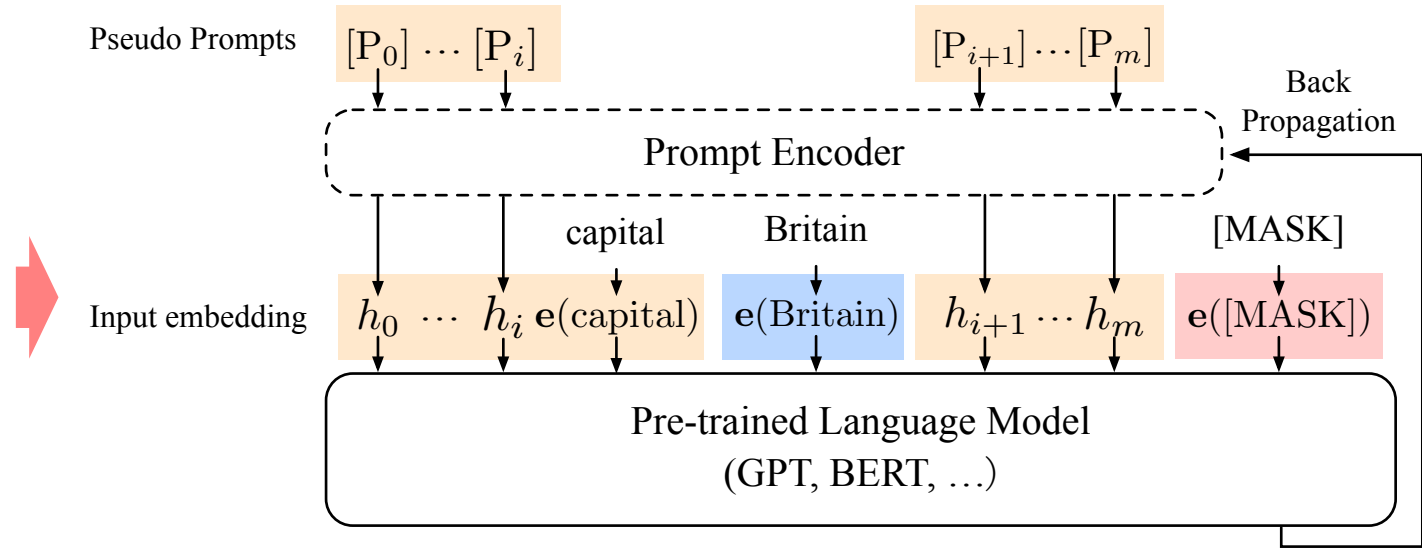 Pseudo Prompts [P₀] ⋯ [Pᵢ] [Pᵢ₊₁] ⋯ [Pₘ]
Back
Propagation
Prompt Encoder
capital Britain [MASK]
Input embedding h₀ ⋯ hᵢ e(capital) e(Britain) hᵢ₊₁ ⋯ hₘ e([MASK])
Pre-trained Language Model
(GPT, BERT, …)